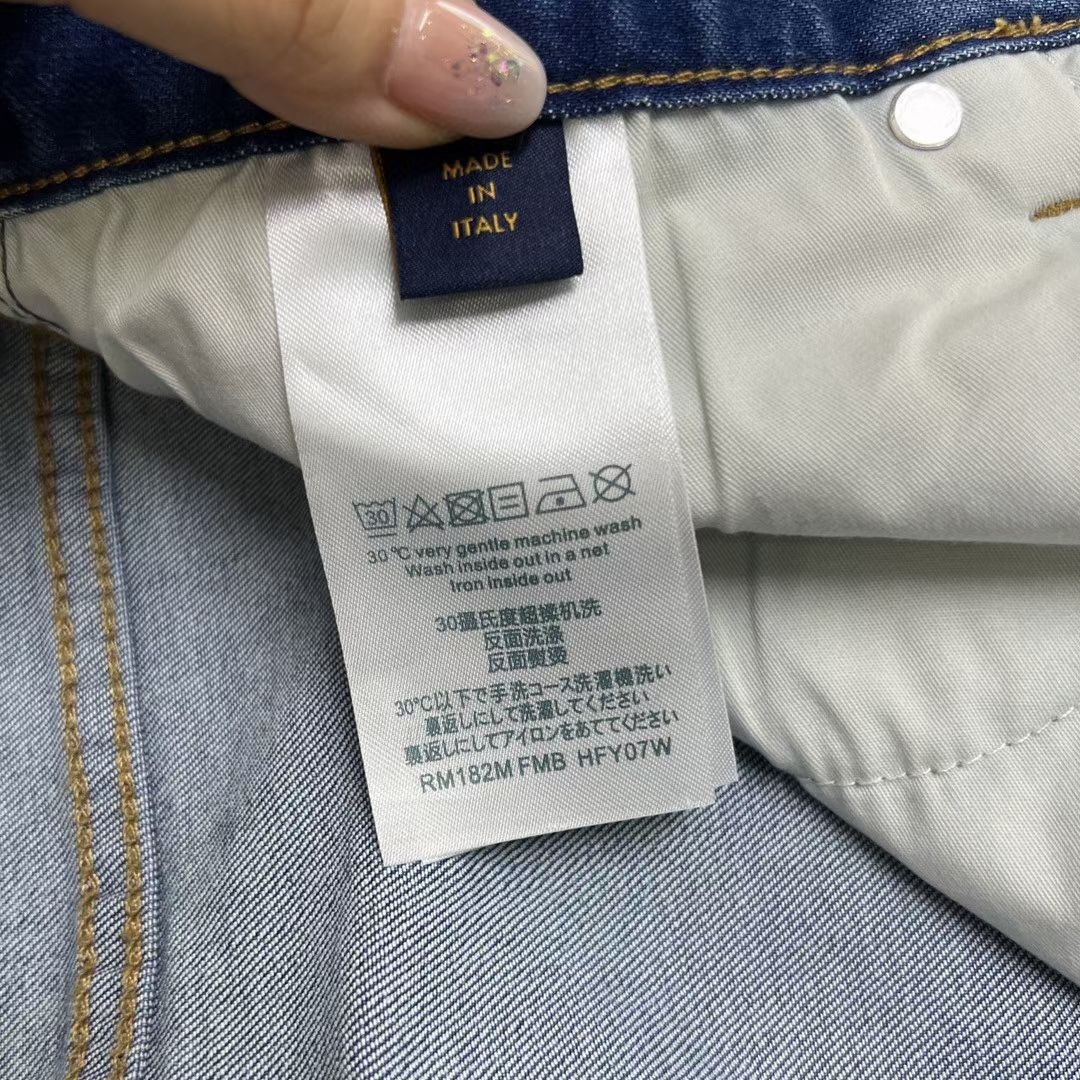 MADE
IN
ITALY
30
30 °C very gentle machine wash
Wash inside out in a net
Iron inside out
30攝氏度超揉机洗
反面洗滌
反面熨燙
30℃以下で手洗コース洗濯機洗い
裏返しにして洗濯してください
裏返しにしてアイロンをあててください
RM182M FMB HFY07W